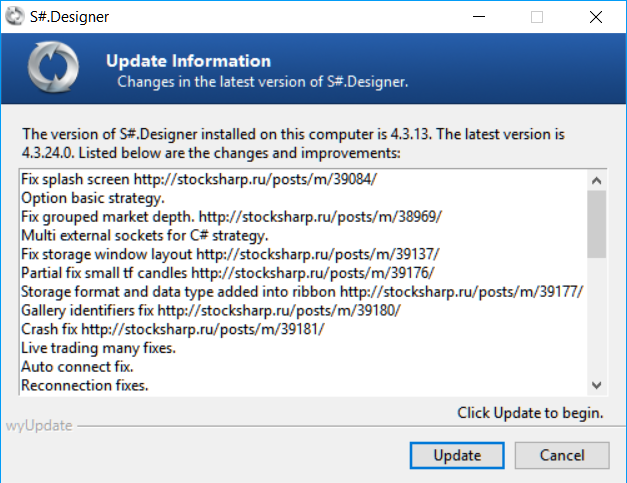 S#.Designer
Update Information
Changes in the latest version of S#.Designer.
The version of S#.Designer installed on this computer is 4.3.13. The latest version is
4.3.24.0. Listed below are the changes and improvements:
Fix splash screen http://stocksharp.ru/posts/m/39084/
Option basic strategy.
Fix grouped market depth. http://stocksharp.ru/posts/m/38969/
Multi external sockets for C# strategy.
Fix storage window layout http://stocksharp.ru/posts/m/39137/
Partial fix small tf candles http://stocksharp.ru/posts/m/39176/
Storage format and data type added into ribbon http://stocksharp.ru/posts/m/39177/
Gallery identifiers fix http://stocksharp.ru/posts/m/39180/
Crash fix http://stocksharp.ru/posts/m/39181/
Live trading many fixes.
Auto connect fix.
Reconnection fixes.
Click Update to begin.
wyUpdate
Update
Cancel